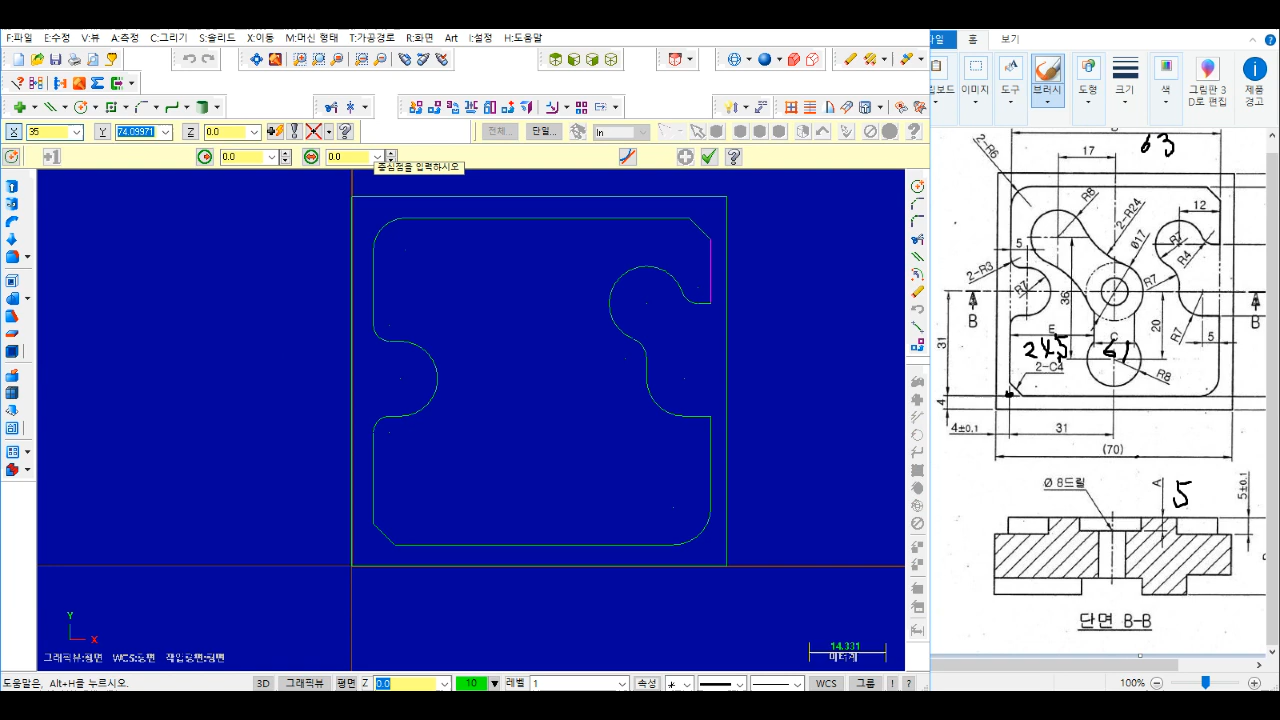 F:파일 E:수정 V:뷰 A:측정 C:그리기 S:솔리드 X:이동 M:머신 형태 T:가공경로 R:화면 Art I:설정 H:도움말
파일 홈 보기
이미지 도구 브러시 도형 크기 색 그림판 3D로 편집 제품 경고
X 35 Y 74.09971 Z 0.0 전체... 단일... In
+1 0.0 0.0
중심점을 입력하시오
63
2-R6
17
R8
2-R24
Ø17
12
R7
R4
5
2-R3
R7
R7
36
B
B
31
E
C
20
R7
5
245
61
2-C4
R8
4
4±0.1
31
(70)
Ø 8드릴
A
5
5±0.1
단면 B-B
Y
X
그래픽뷰:평면 WCS:평면 작업평면:평면
14.331
미터계
도움말은, Alt+H를 누르시오.
3D 그래픽뷰 평면 Z 0.0 10 레벨 1 속성 WCS 그룹 ! ?
100%